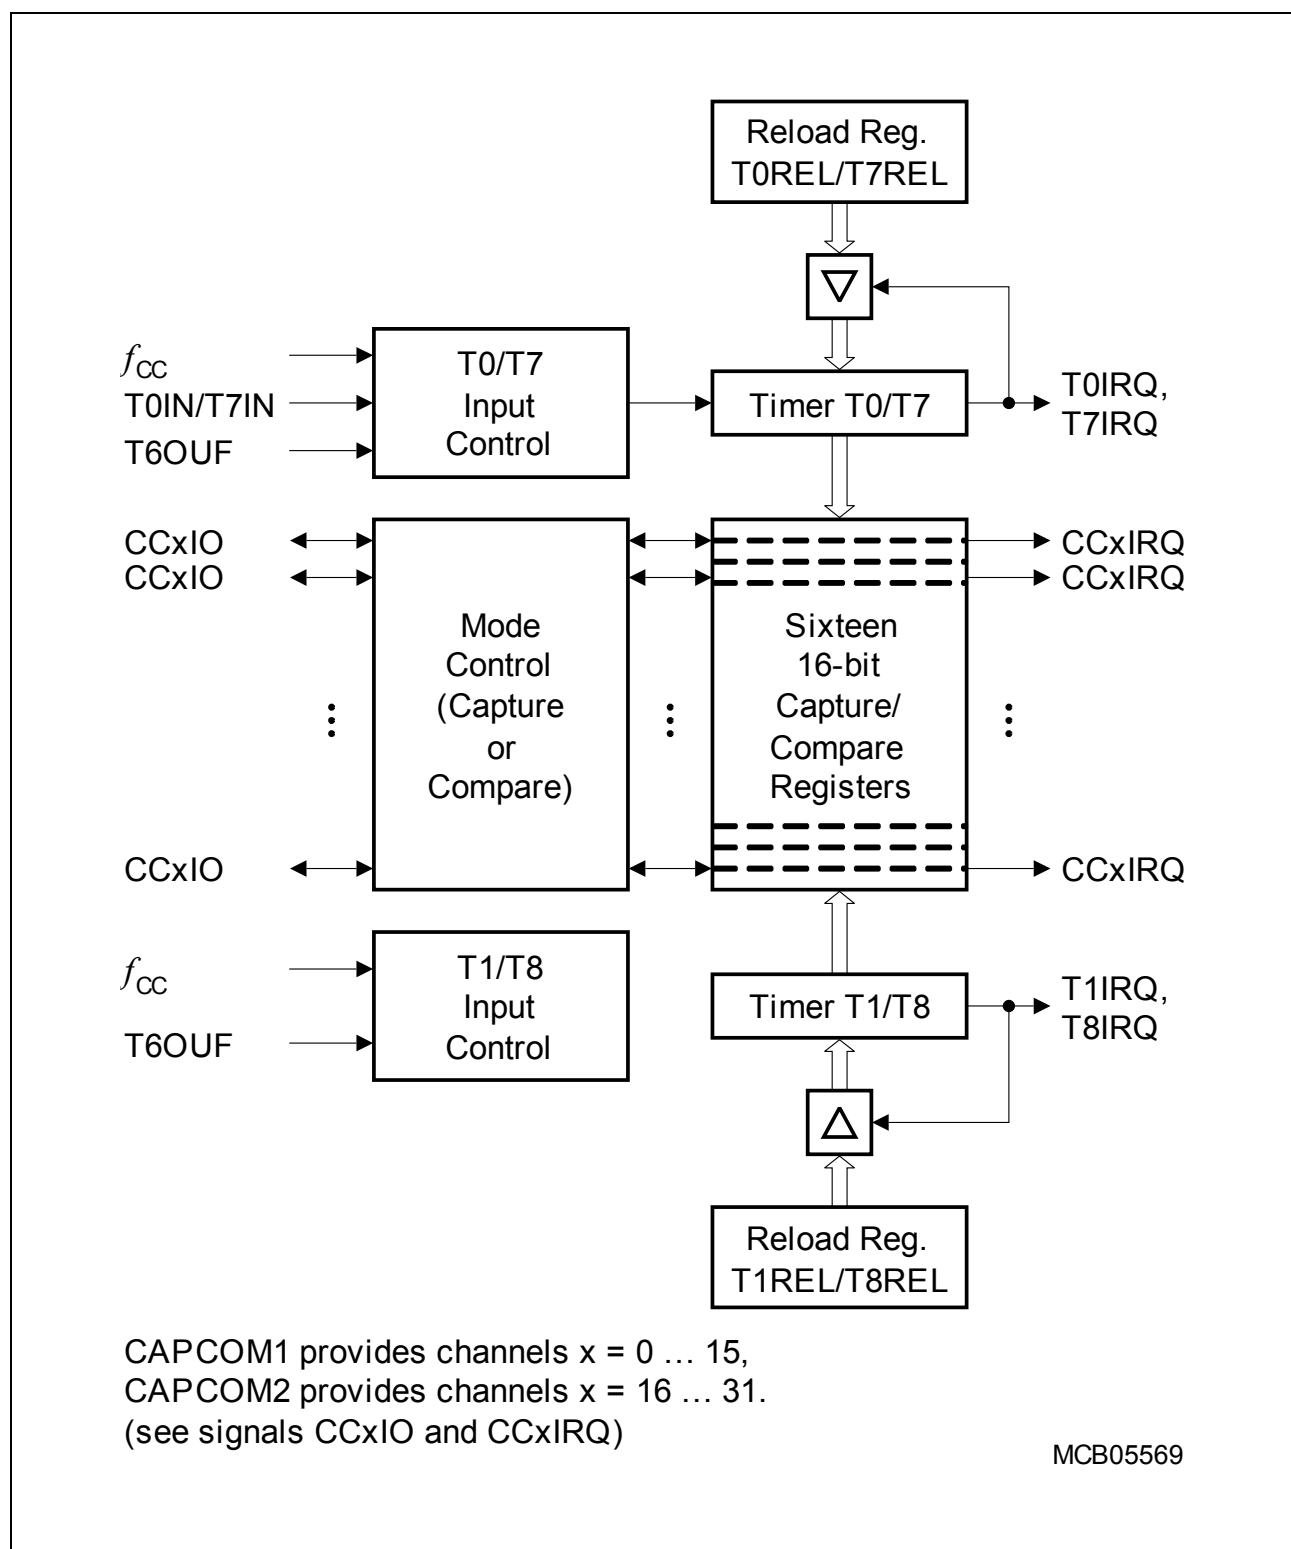 Reload Reg.
T0REL/T7REL
fCC
T0IN/T7IN
T6OUF
T0/T7
Input
Control
Timer T0/T7
T0IRQ,
T7IRQ
CCxIO
CCxIO
CCxIO
Mode
Control
(Capture
or
Compare)
Sixteen
16-bit
Capture/
Compare
Registers
CCxIRQ
CCxIRQ
CCxIRQ
fCC
T6OUF
T1/T8
Input
Control
Timer T1/T8
T1IRQ,
T8IRQ
Reload Reg.
T1REL/T8REL
CAPCOM1 provides channels x = 0 … 15,
CAPCOM2 provides channels x = 16 … 31.
(see signals CCxIO and CCxIRQ)
MCB05569